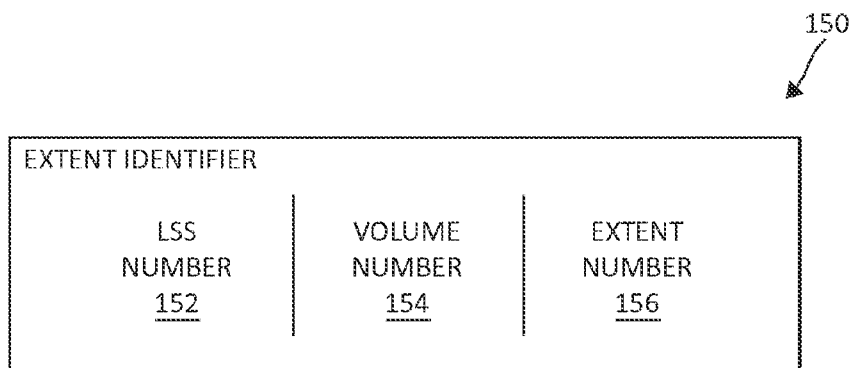 150
EXTENT IDENTIFIER
LSS NUMBER 152
VOLUME NUMBER 154
EXTENT NUMBER 156